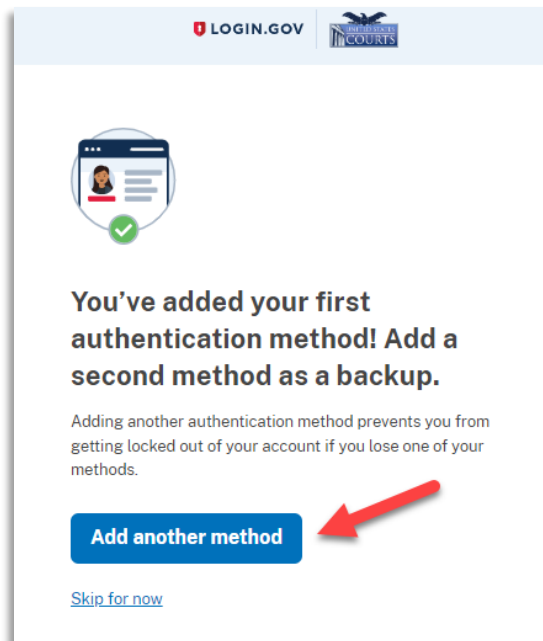 LOGIN.GOV
UNITED STATES
COURTS
You’ve added your first
authentication method! Add a
second method as a backup.
Adding another authentication method prevents you from
getting locked out of your account if you lose one of your
methods.
Add another method
Skip for now